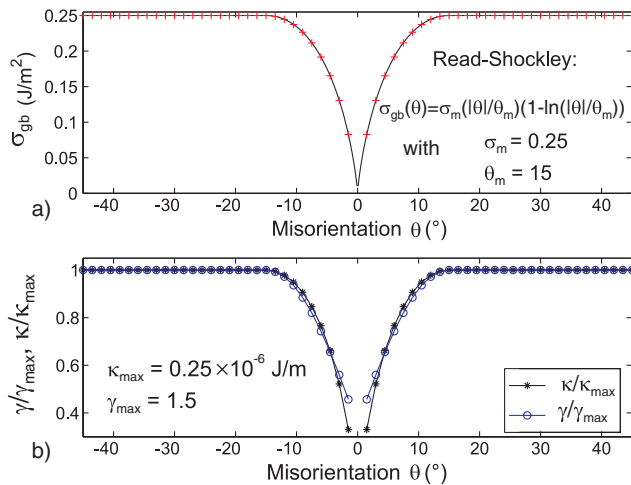 0.25
0.2
0.15
0.1
0.05
0
σgb (J/m²)
Read-Shockley:
σgb(θ)=σm(|θ|/θm)(1-ln(|θ|/θm))
with
σm = 0.25
θm = 15
-40 -30 -20 -10 0 10 20 30 40
a)
Misorientation θ (°)
1
0.8
0.6
0.4
γ/γmax, κ/κmax
κmax = 0.25×10⁻⁶ J/m
γmax = 1.5
κ/κmax
γ/γmax
-40 -30 -20 -10 0 10 20 30 40
b)
Misorientation θ (°)